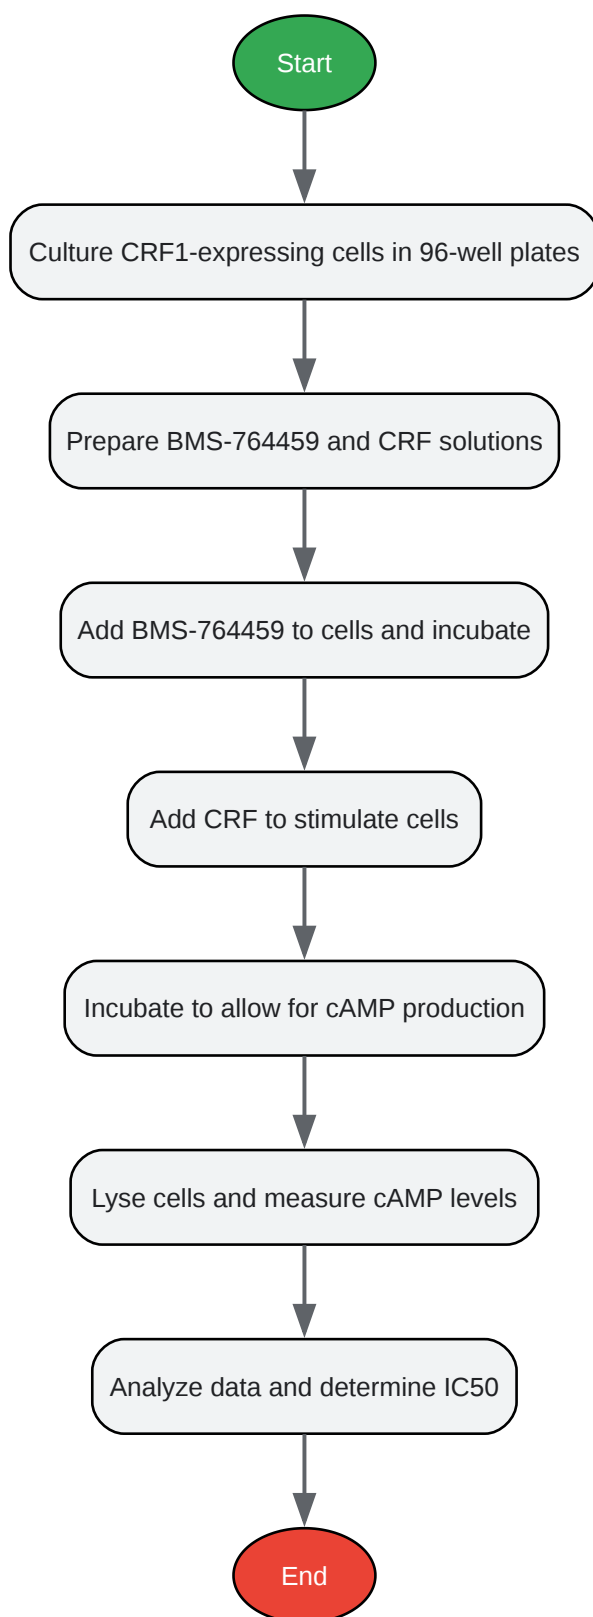 Start
Culture CRF1-expressing cells in 96-well plates
Prepare BMS-764459 and CRF solutions
Add BMS-764459 to cells and incubate
Add CRF to stimulate cells
Incubate to allow for cAMP production
Lyse cells and measure cAMP levels
Analyze data and determine IC50
End